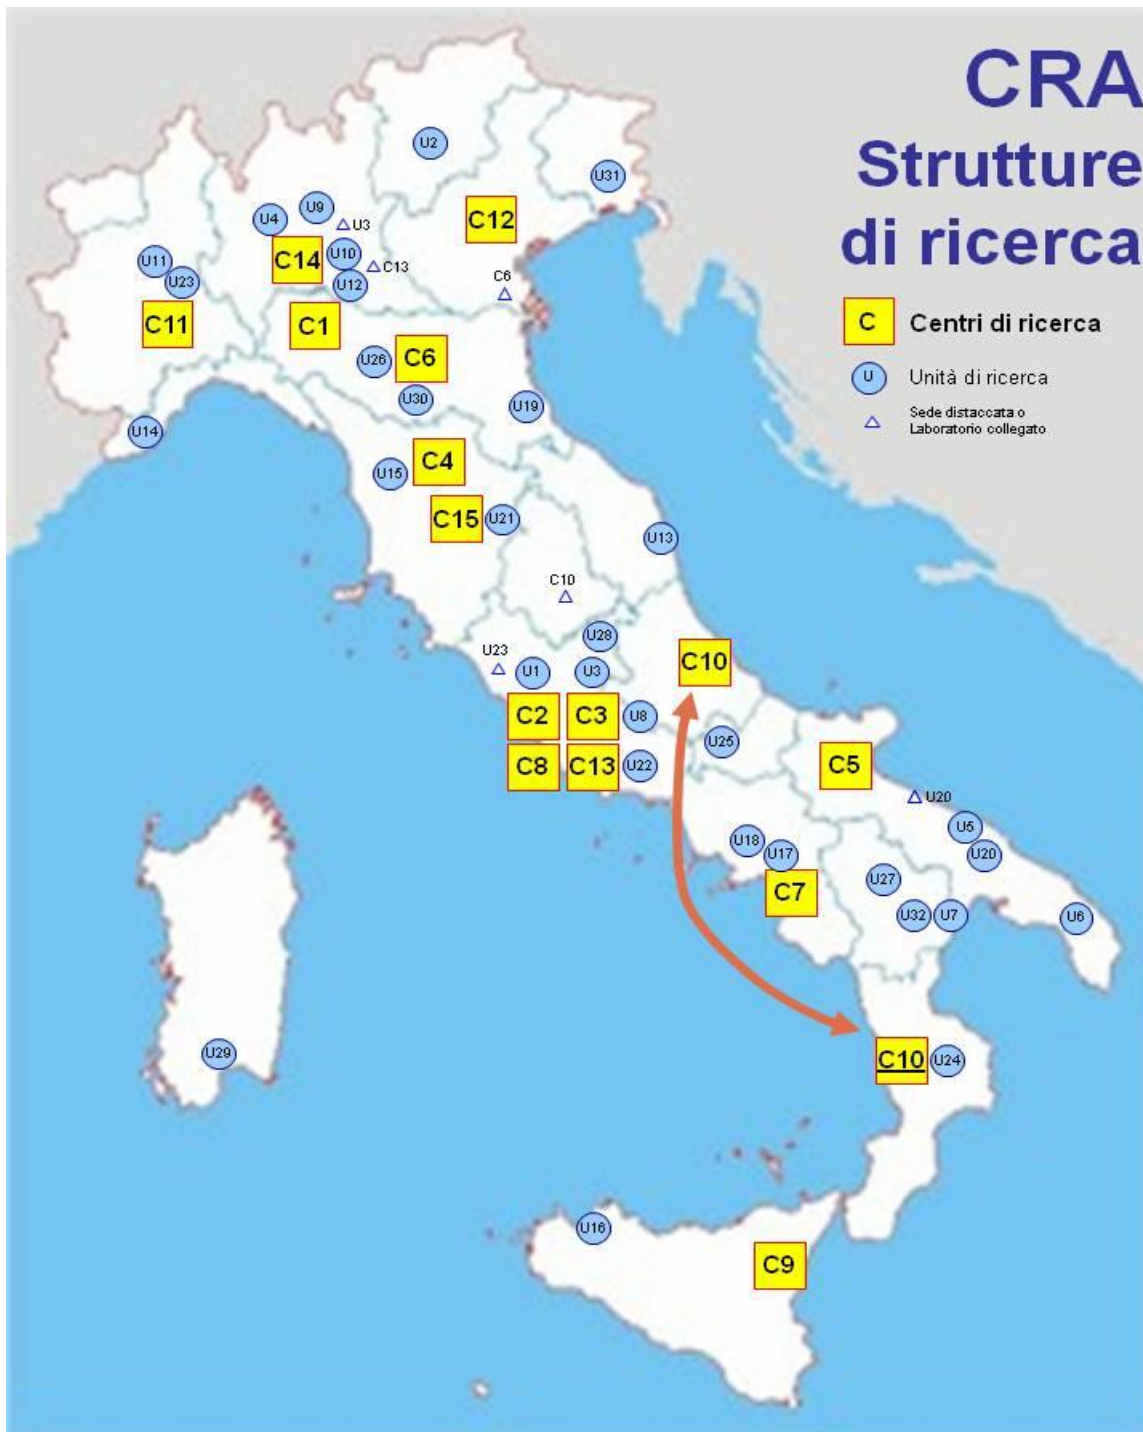 CRA
Strutture
di ricerca
C Centri di ricerca
U Unità di ricerca
Sede distaccata o
Laboratorio collegato
U2
U31
U9
U4
U3
C12
C14
U10
U11
C13
U23
U12
C6
C11
C1
U26
C6
U30
U19
U14
C4
U15
C15
U21
U13
C10
U28
U23
U1
U3
C10
C2
C3
U8
U25
C8
C13
U22
C5
U20
U5
U18
U17
U20
U27
C7
U32
U7
U6
U29
C10
U24
U16
C9